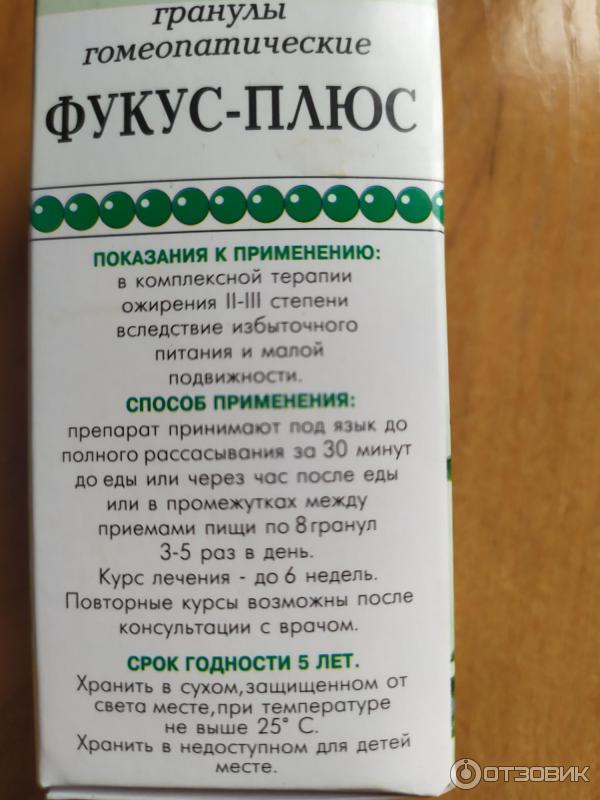 гранулы
гомеопатические
ФУКУС-ПЛЮС
ПОКАЗАНИЯ К ПРИМЕНЕНИЮ:
в комплексной терапии
ожирения II-III степени
вследствие избыточного
питания и малой
подвижности.
СПОСОБ ПРИМЕНЕНИЯ:
препарат принимают под язык до
полного рассасывания за 30 минут
до еды или через час после еды
или в промежутках между
приемами пищи по 8 гранул
3-5 раз в день.
Курс лечения - до 6 недель.
Повторные курсы возможны после
консультации с врачом.
СРОК ГОДНОСТИ 5 ЛЕТ.
Хранить в сухом, защищенном от
света месте, при температуре
не выше 25° С.
Хранить в недоступном для детей
месте.
ОТЗОВИК